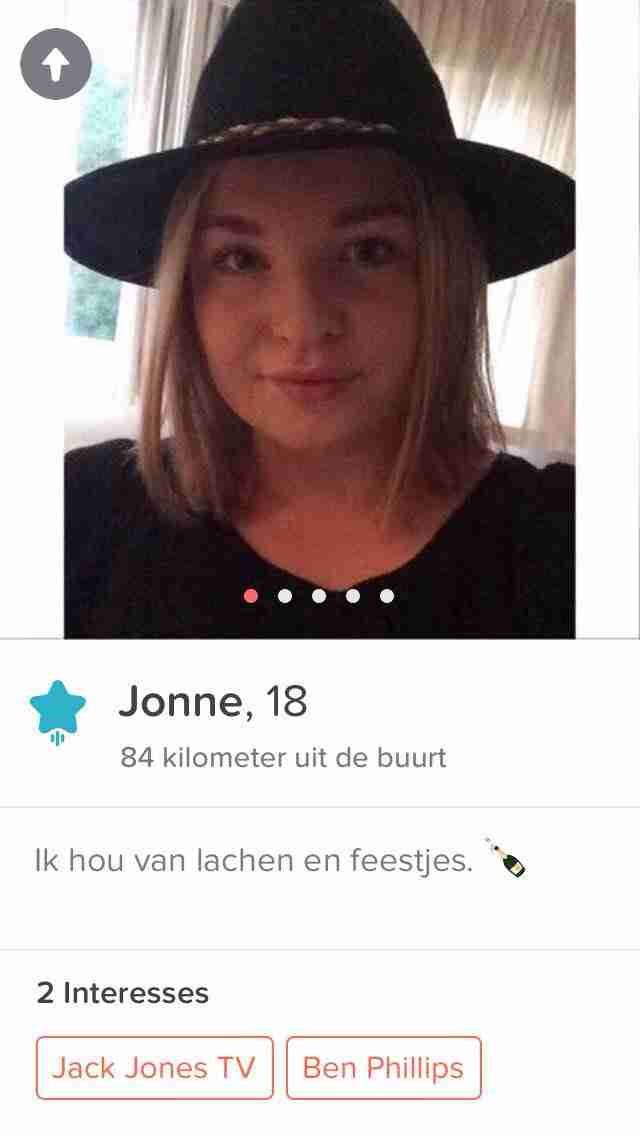 Jonne, 18
84 kilometer uit de buurt
Ik hou van lachen en feestjes. 🍾
2 Interesses
Jack Jones TV
Ben Phillips